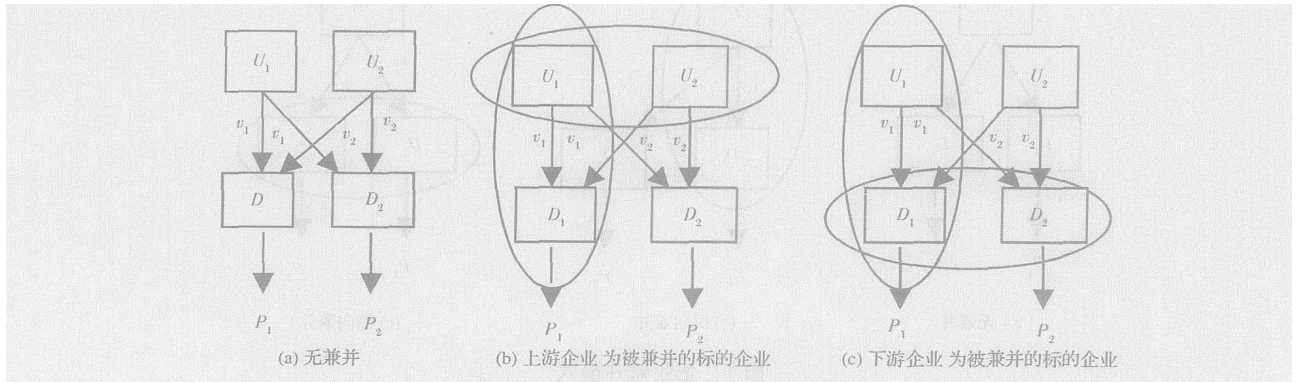 U1 U2
v1 v1 v2 v2
D D2
P1 P2
(a) 无兼并
U1 U2
v1 v1 v2 v2
D1 D2
P1 P2
(b) 上游企业 为被兼并的标的企业
U1 U2
v1 v1 v2 v2
D1 D2
P1 P2
(c) 下游企业 为被兼并的标的企业